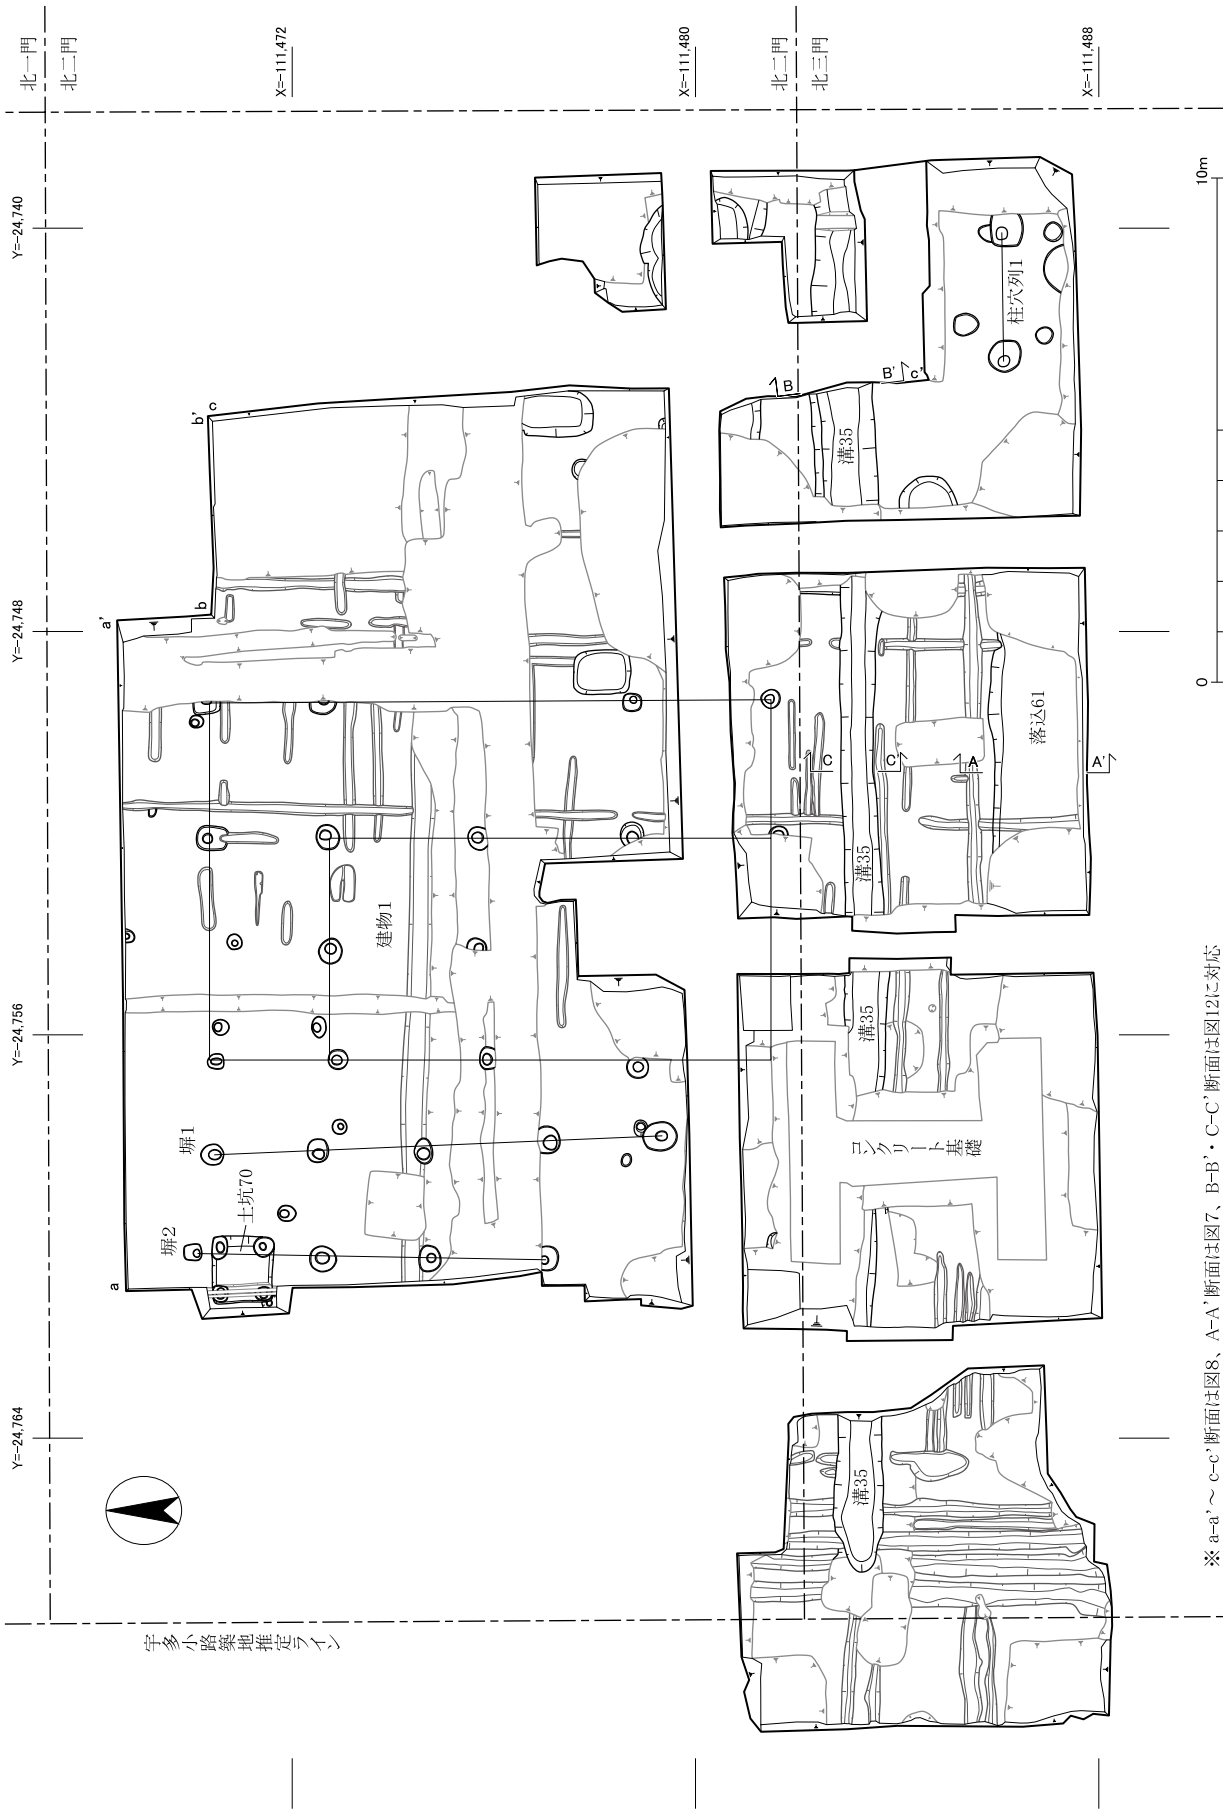 北一門
北二門
X=-111,472
X=-111,480
北二門
北三門
X=-111,488
Y=-24,740
Y=-24,748
Y=-24,756
Y=-24,764
10m
0
柱穴列1
B
B'
c'
溝35
b'
c
b
a'
C
C'
A
A'
落込61
溝35
建物1
溝35
コンクリート基礎
塀1
土坑70
塀2
a
溝35
宇多小路築地推定ライン
※ a-a'～ c-c'断面は図8、A-A'断面は図7、B-B'・C-C'断面は図12に対応